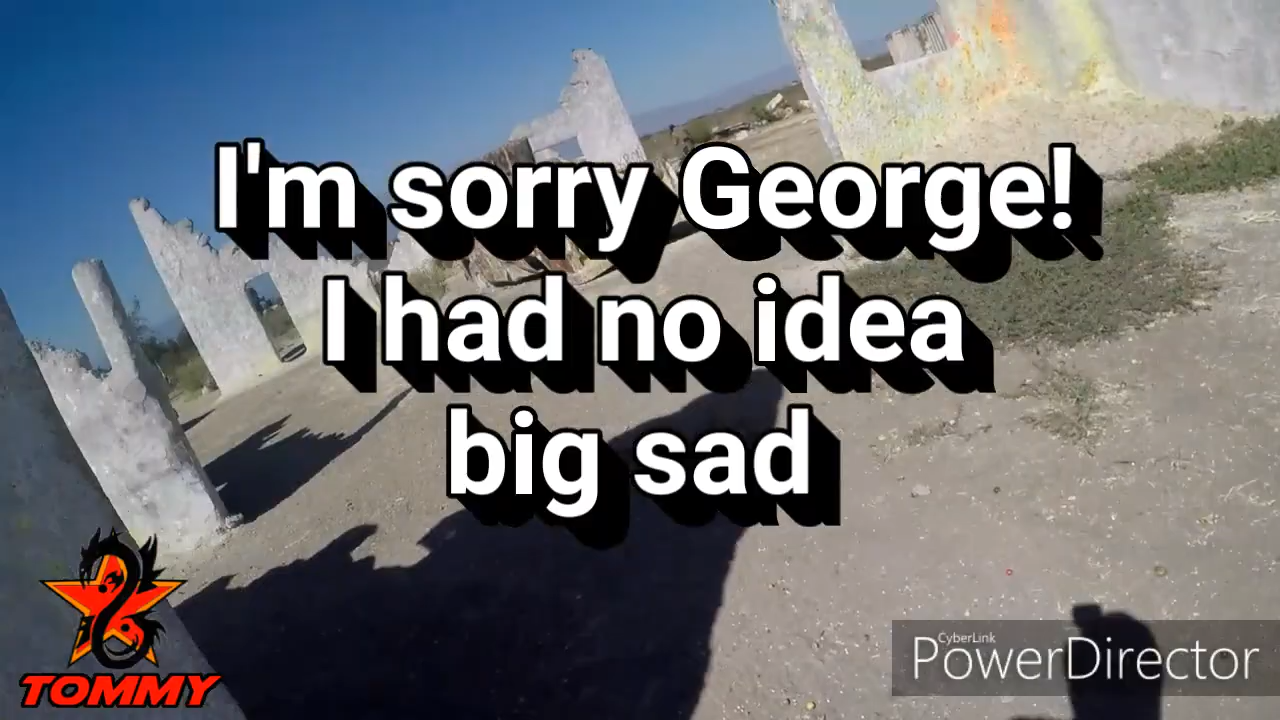 I'm sorry George!
I had no idea
big sad
TOMMY
CyberLink
PowerDirector